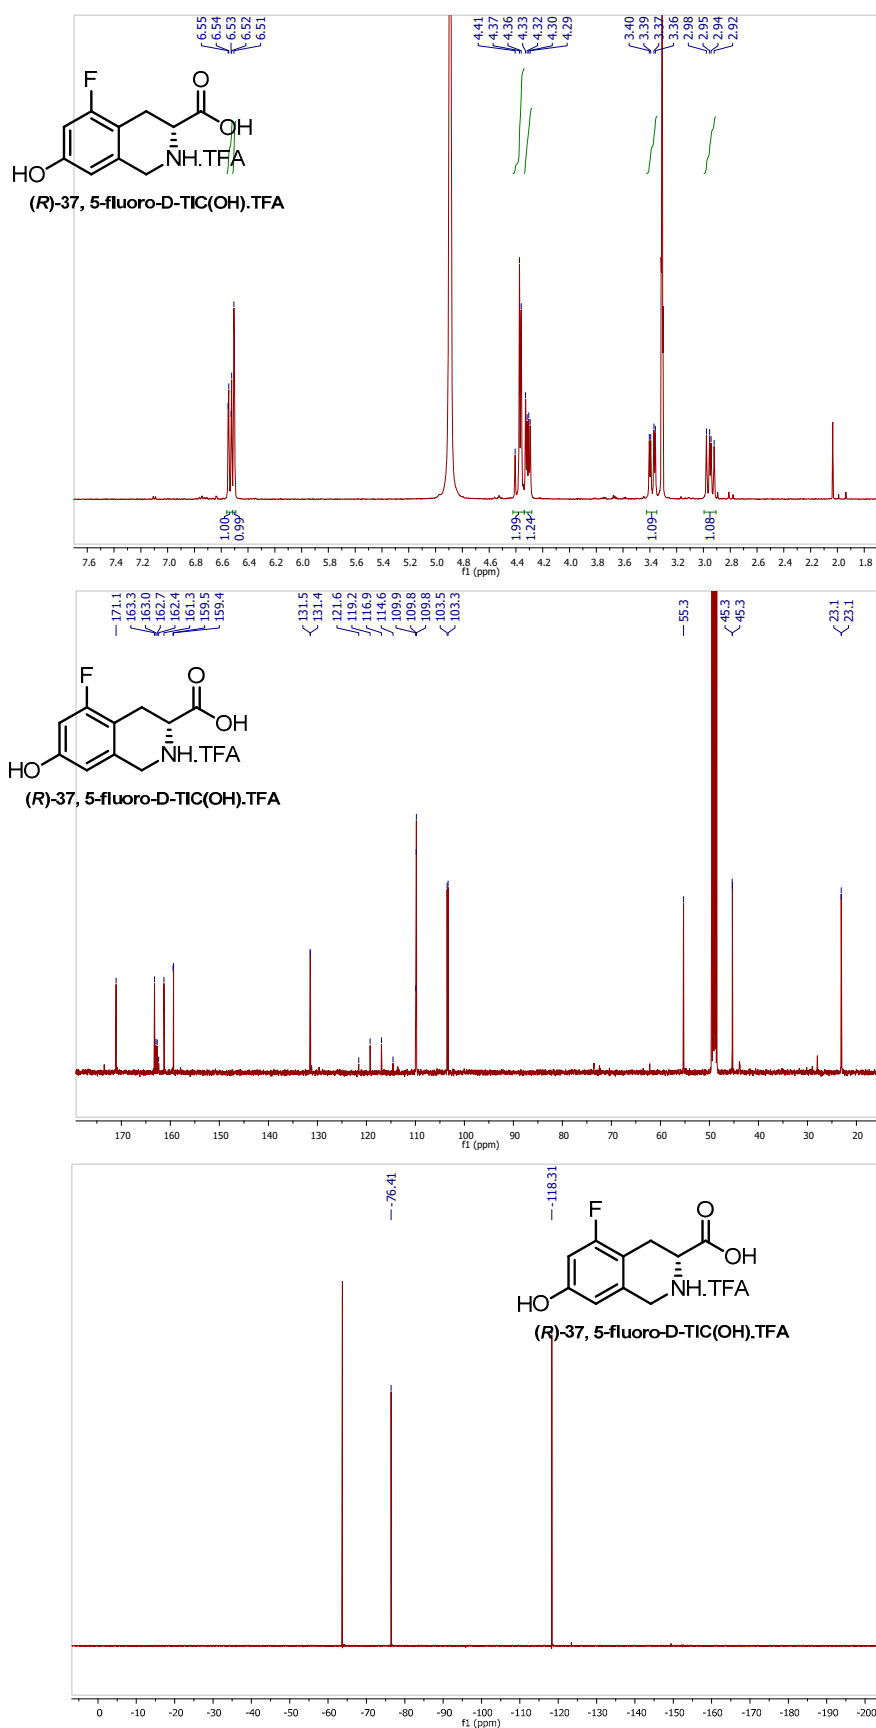 6.55
6.54
6.53
6.52
6.51
4.41
4.37
4.36
4.33
4.32
4.30
4.29
3.40
3.39
3.37
3.36
2.98
2.95
2.94
2.92
F
O
OH
NH.TFA
HO
(R)-37, 5-fluoro-D-TIC(OH).TFA
1.00
0.99
1.99
1.24
1.09
1.08
7.6 7.4 7.2 7.0 6.8 6.6 6.4 6.2 6.0 5.8 5.6 5.4 5.2 5.0 4.8 4.6 4.4 4.2 4.0 3.8 3.6 3.4 3.2 3.0 2.8 2.6 2.4 2.2 2.0 1.8
f1 (ppm)
171.1
163.3
163.0
162.7
162.4
161.3
159.5
159.4
131.5
131.4
121.6
119.2
116.9
114.6
109.9
109.8
109.8
103.5
103.3
55.3
45.3
45.3
23.1
23.1
F
O
OH
NH.TFA
HO
(R)-37, 5-fluoro-D-TIC(OH).TFA
170 160 150 140 130 120 110 100 90 80 70 60 50 40 30 20
f1 (ppm)
-76.41
-118.31
F
O
OH
NH.TFA
HO
(R)-37, 5-fluoro-D-TIC(OH).TFA
0 -10 -20 -30 -40 -50 -60 -70 -80 -90 -100 -110 -120 -130 -140 -150 -160 -170 -180 -190 -200
f1 (ppm)